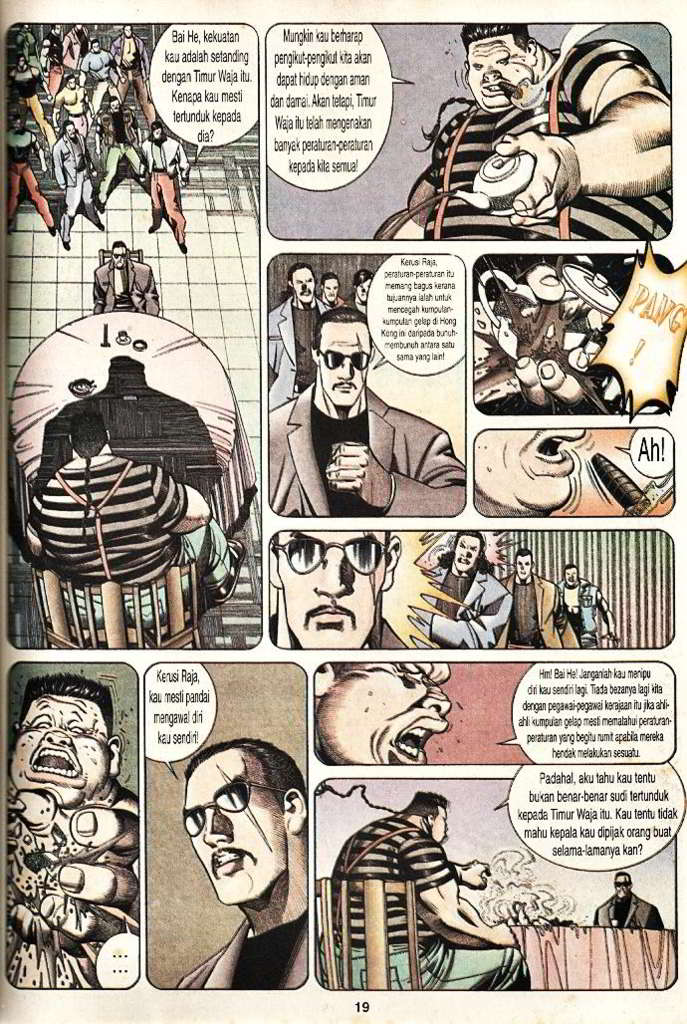 Bai He, kekuatan
kau adalah setanding
dengan Timur Waja itu.
Kenapa kau mesti
tertunduk kepada
dia?
Mungkin kau berharap
pengikut-pengikut kita akan
dapat hidup dengan aman
dan damai. Akan tetapi, Timur
Waja itu telah mengenakan
banyak peraturan-peraturan
kepada kita semua!
Kerusi Raja,
peraturan-peraturan itu
memang bagus kerana
tujuannya ialah untuk
mencegah kumpulan-
kumpulan gelap di Hong
Kong ini daripada bunuh-
membunuh antara satu
sama yang lain!
PANG
!
Ah!
...
...
Kerusi Raja,
kau mesti pandai
mengawal diri
kau sendiri!
Hm! Bai He! Janganlah kau menipu
diri kau sendiri lagi. Tiada bezanya lagi kita
dengan pegawai-pegawai kerajaan itu jika ahli-
ahli kumpulan gelap mesti mematahui peraturan-
peraturan yang begitu rumit apabila mereka
hendak melakukan sesuatu.
Padahal, aku tahu kau tentu
bukan benar-benar sudi tertunduk
kepada Timur Waja itu. Kau tentu tidak
mahu kepala kau dipijak orang buat
selama-lamanya kan?
19